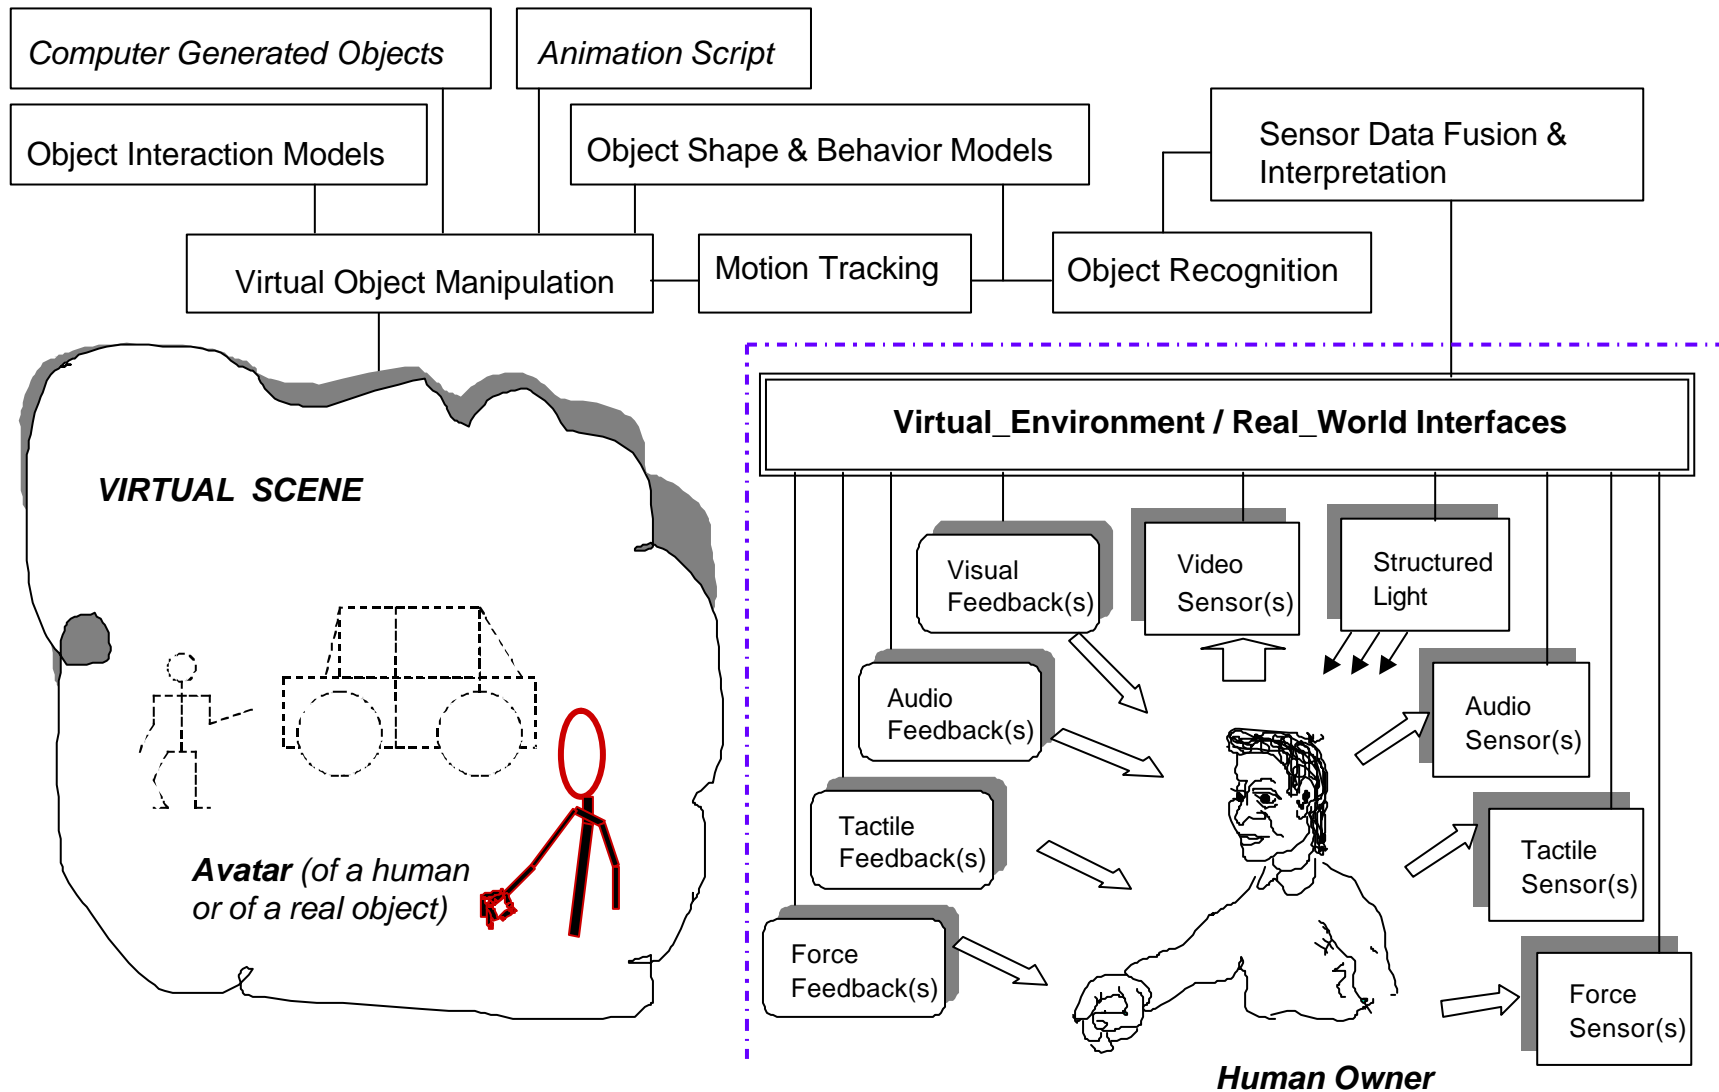 Computer Generated Objects
Animation Script
Object Interaction Models
Object Shape & Behavior Models
Sensor Data Fusion &
Interpretation
Virtual Object Manipulation
Motion Tracking
Object Recognition
Virtual_Environment / Real_World Interfaces
VIRTUAL SCENE
Visual
Feedback(s)
Video
Sensor(s)
Structured
Light
Audio
Feedback(s)
Audio
Sensor(s)
Tactile
Feedback(s)
Tactile
Sensor(s)
Avatar (of a human
or of a real object)
Force
Feedback(s)
Force
Sensor(s)
Human Owner